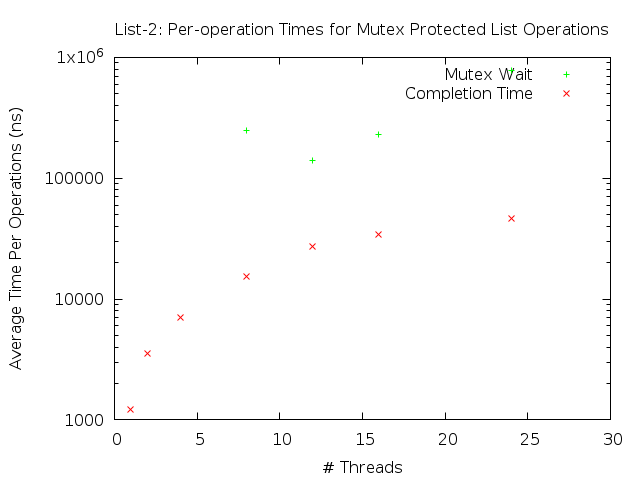 List-2: Per-operation Times for Mutex Protected List Operations
1x10^6
100000
10000
1000
Average Time Per Operations (ns)
Mutex Wait
Completion Time
0 5 10 15 20 25 30
# Threads